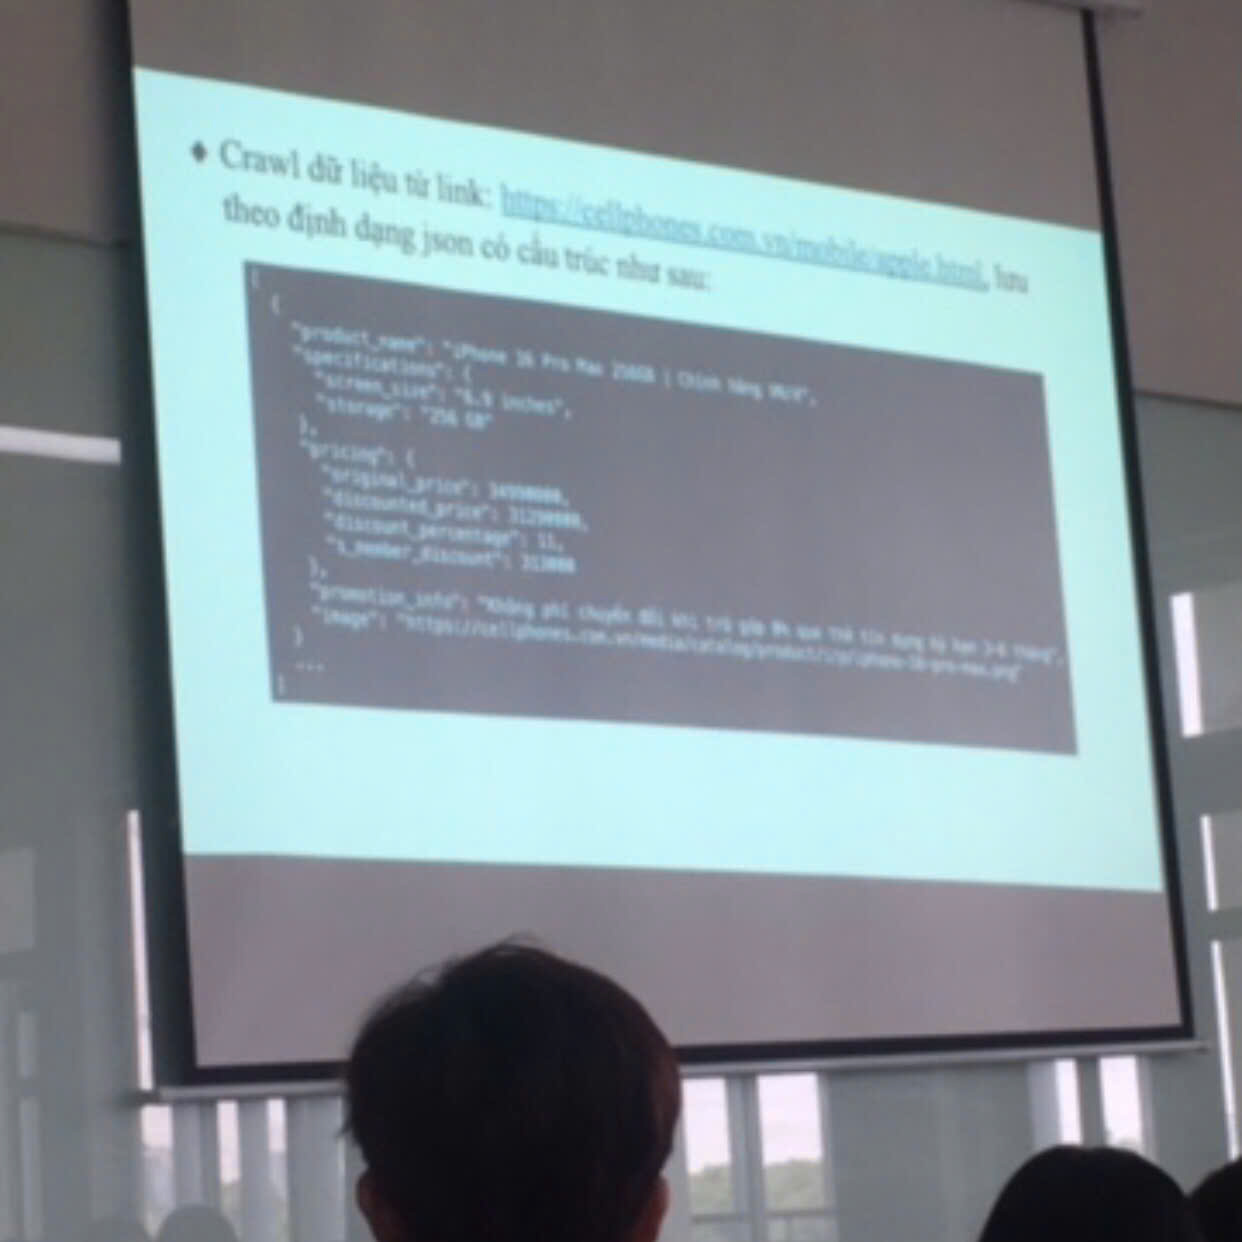 ♦ Crawl dữ liệu từ link: https://cellphones.com.vn/mobile/apple.html, lưu
theo định dạng json có cấu trúc như sau:
[
{
"product_name": "iPhone 16 Pro Max 256GB | Chính hãng VN/A",
"specifications": {
"screen_size": "6.9 inches",
"storage": "256 GB"
},
"pricing": {
"original_price": 34990000,
"discounted_price": 31290000,
"discount_percentage": 11,
"s_member_discount": 313000
},
"promotion_info": "Không phí chuyển đổi khi trả góp 0% qua thẻ tín dụng kỳ hạn 3-6 tháng",
"image": "https://cellphones.com.vn/media/catalog/product/i/p/iphone-16-pro-max.png"
}
...
]